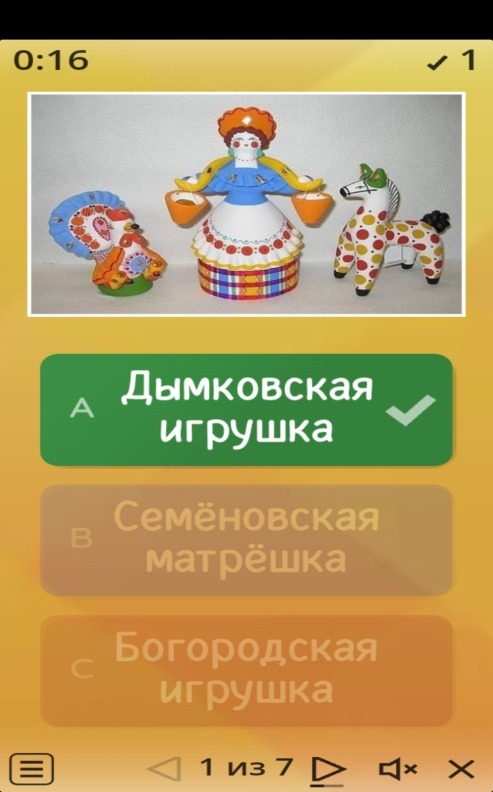 0:16
✓ 1
A
Дымковская
игрушка
B
Семёновская
матрёшка
C
Богородская
игрушка
1 из 7